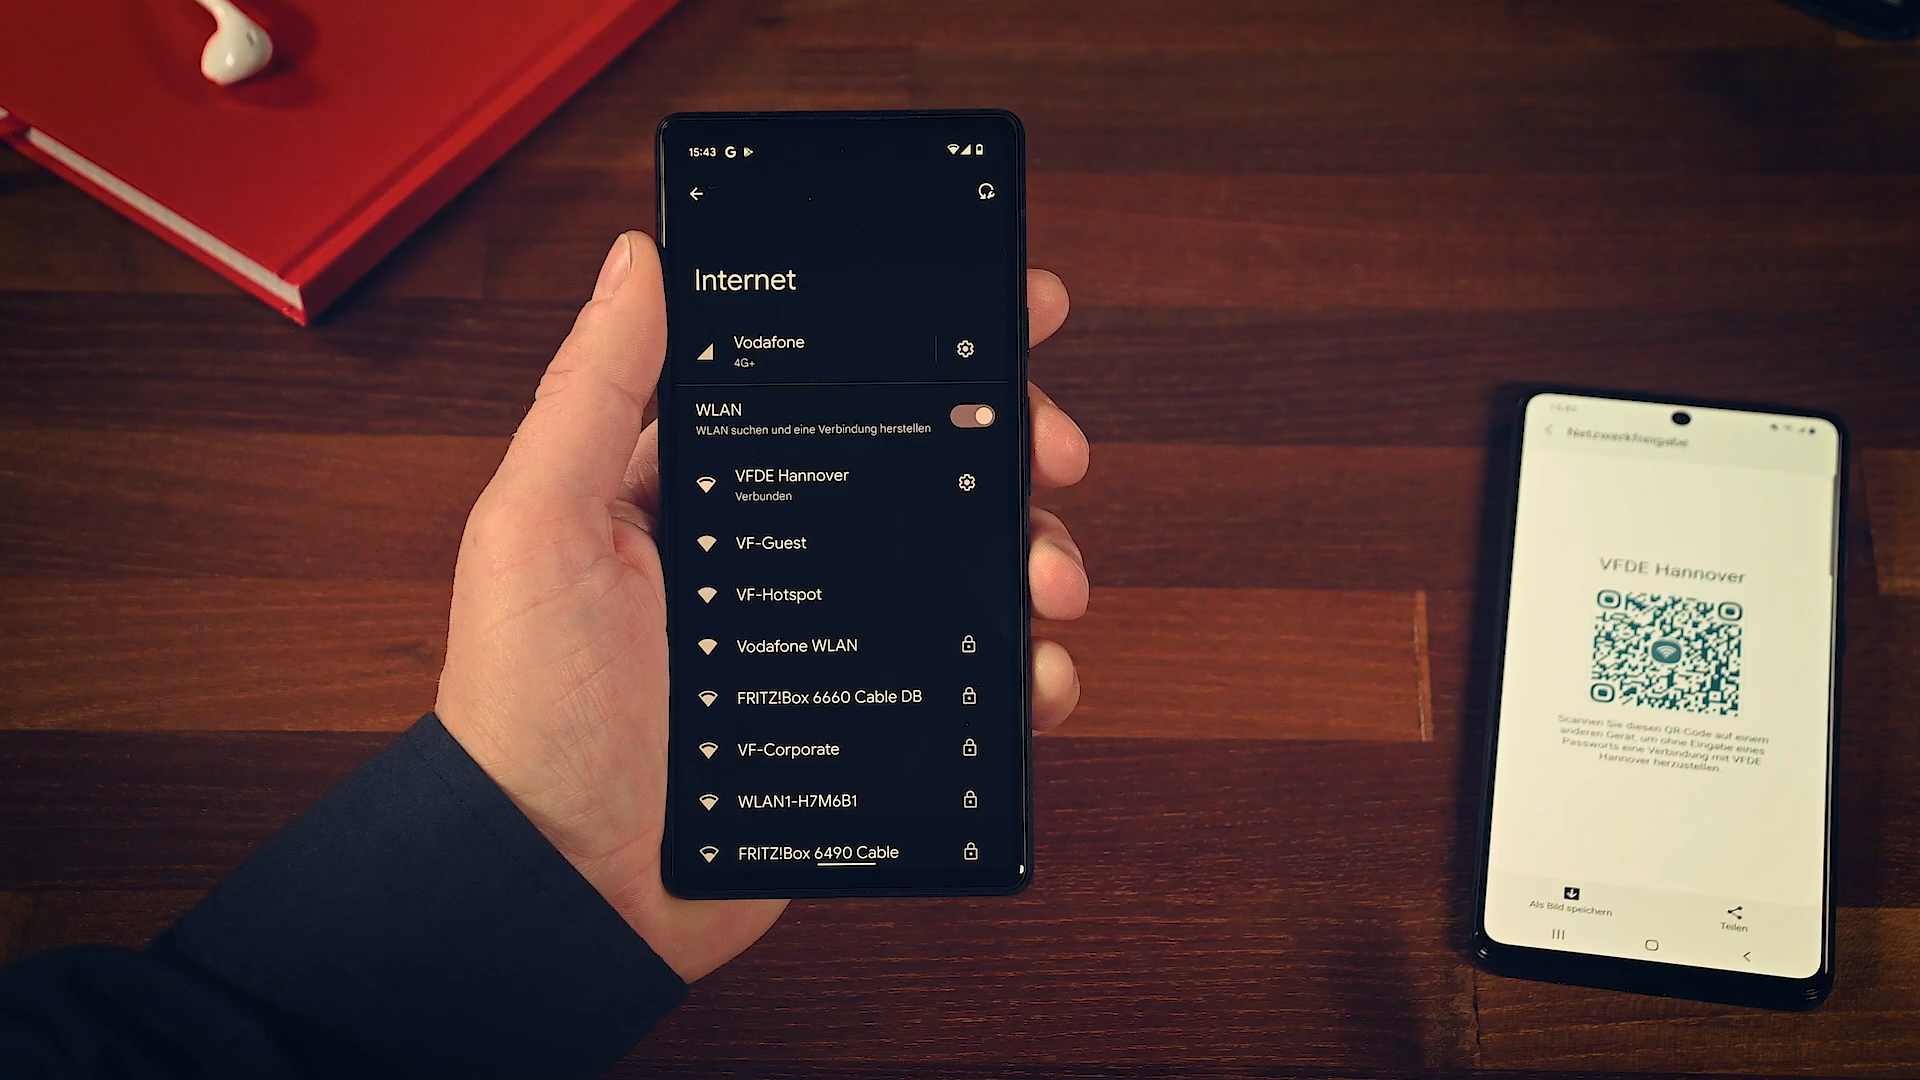 15:43
Internet
Vodafone
4G+
WLAN
WLAN suchen und eine Verbindung herstellen
VFDE Hannover
Verbunden
VF-Guest
VF-Hotspot
Vodafone WLAN
FRITZ!Box 6660 Cable DB
VF-Corporate
WLAN1-H7M6B1
FRITZ!Box 6490 Cable
Netzwerkfreigabe
VFDE Hannover
Scannen Sie diesen QR-Code auf einem
anderen Gerät, um ohne Eingabe eines
Passworts eine Verbindung mit VFDE
Hannover herzustellen.
Als Bild speichern
Teilen